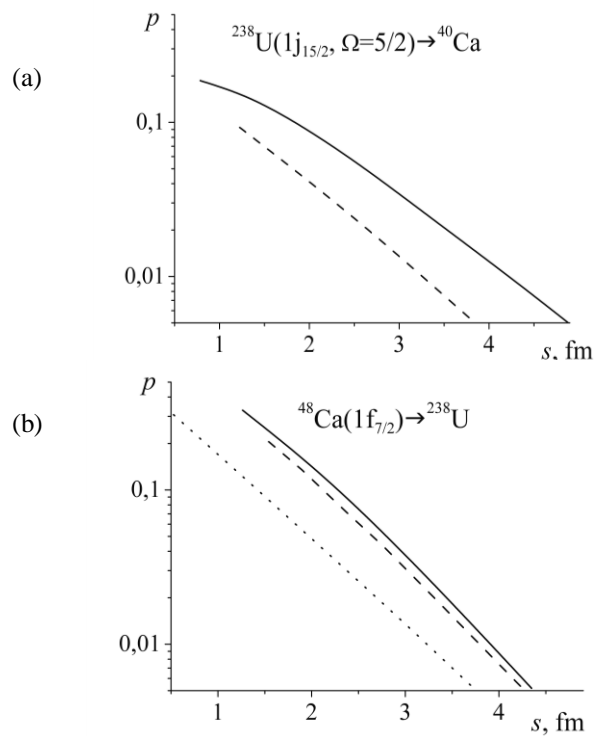 p
(a)
²³⁸U(1j₁₅/₂, Ω=5/2)→⁴⁰Ca
0,1
0,01
1 2 3 4
s, fm
p
(b)
⁴⁸Ca(1f₇/₂)→²³⁸U
0,1
0,01
1 2 3 4
s, fm